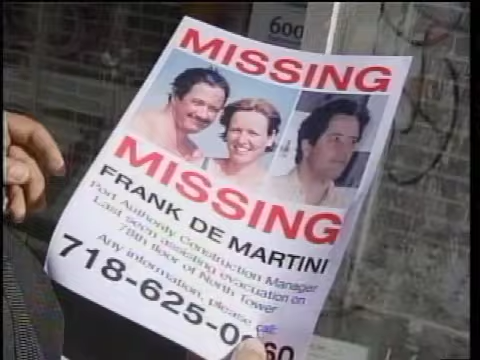 600
MISSING
MISSING
FRANK DE MARTINI
Port Authority Construction Manager
Last seen assisting evacuation on
78th floor of North Tower
Any information, please call:
718-625-0 60